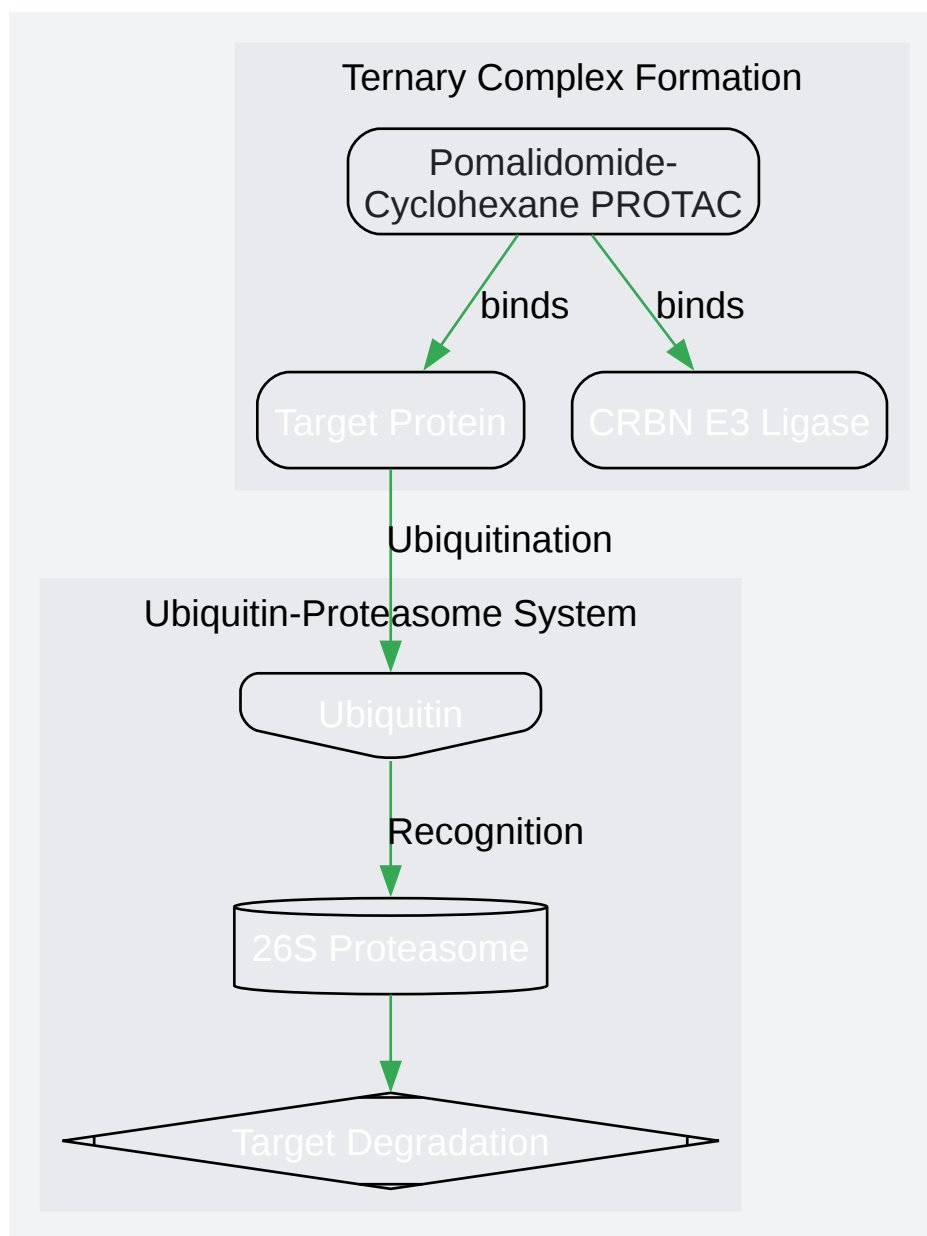 Ternary Complex Formation
Pomalidomide-
Cyclohexane PROTAC
binds
binds
Target Protein
CRBN E3 Ligase
Ubiquitination
Ubiquitin-Proteasome System
Ubiquitin
Recognition
26S Proteasome
Target Degradation